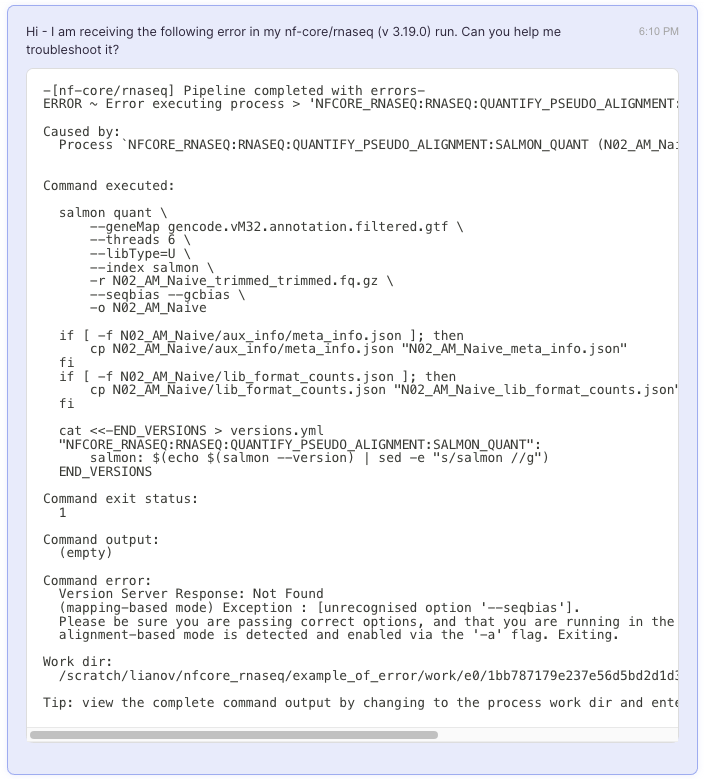 Hi - I am receiving the following error in my nf-core/rnaseq (v 3.19.0) run. Can you help me
6:10 PM
troubleshoot it?
-[nf-core/rnaseq] Pipeline completed with errors-
ERROR ~ Error executing process > 'NFCORE_RNASEQ:RNASEQ:QUANTIFY_PSEUDO_ALIGNMENT:
Caused by:
  Process `NFCORE_RNASEQ:RNASEQ:QUANTIFY_PSEUDO_ALIGNMENT:SALMON_QUANT (N02_AM_Nai
Command executed:
  salmon quant \
      --geneMap gencode.vM32.annotation.filtered.gtf \
      --threads 6 \
      --libType=U \
      --index salmon \
      -r N02_AM_Naive_trimmed_trimmed.fq.gz \
      --seqbias --gcbias \
      -o N02_AM_Naive
  if [ -f N02_AM_Naive/aux_info/meta_info.json ]; then
      cp N02_AM_Naive/aux_info/meta_info.json "N02_AM_Naive_meta_info.json"
  fi
  if [ -f N02_AM_Naive/lib_format_counts.json ]; then
      cp N02_AM_Naive/lib_format_counts.json "N02_AM_Naive_lib_format_counts.json"
  fi
  cat <<-END_VERSIONS > versions.yml
  "NFCORE_RNASEQ:RNASEQ:QUANTIFY_PSEUDO_ALIGNMENT:SALMON_QUANT":
      salmon: $(echo $(salmon --version) | sed -e "s/salmon //g")
  END_VERSIONS
Command exit status:
  1
Command output:
  (empty)
Command error:
  Version Server Response: Not Found
  (mapping-based mode) Exception : [unrecognised option '--seqbias'].
  Please be sure you are passing correct options, and that you are running in the
  alignment-based mode is detected and enabled via the '-a' flag. Exiting.
Work dir:
  /scratch/lianov/nfcore_rnaseq/example_of_error/work/e0/1bb787179e237e56d5bd2d1d3
Tip: view the complete command output by changing to the process work dir and ente